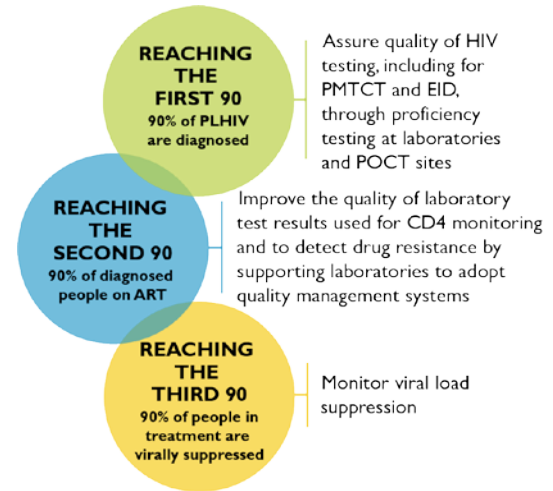 REACHING
THE
FIRST 90
90% of PLHIV
are diagnosed
Assure quality of HIV
testing, including for
PMTCT and EID,
through proficiency
testing at laboratories
and POCT sites
REACHING
THE
SECOND 90
90% of diagnosed
people on ART
Improve the quality of laboratory
test results used for CD4 monitoring
and to detect drug resistance by
supporting laboratories to adopt
quality management systems
REACHING
THE
THIRD 90
90% of people in
treatment are
virally suppressed
Monitor viral load
suppression